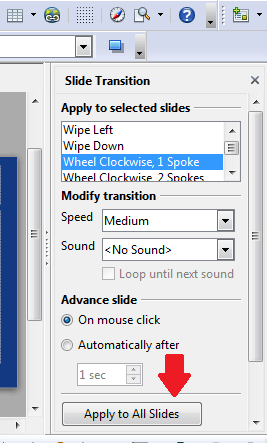 Slide Transition
Apply to selected slides
Wipe Left
Wipe Down
Wheel Clockwise, 1 Spoke
Wheel Clockwise, 2 Spokes
Modify transition
Speed Medium
Sound <No Sound>
Loop until next sound
Advance slide
On mouse click
Automatically after
1 sec
Apply to All Slides